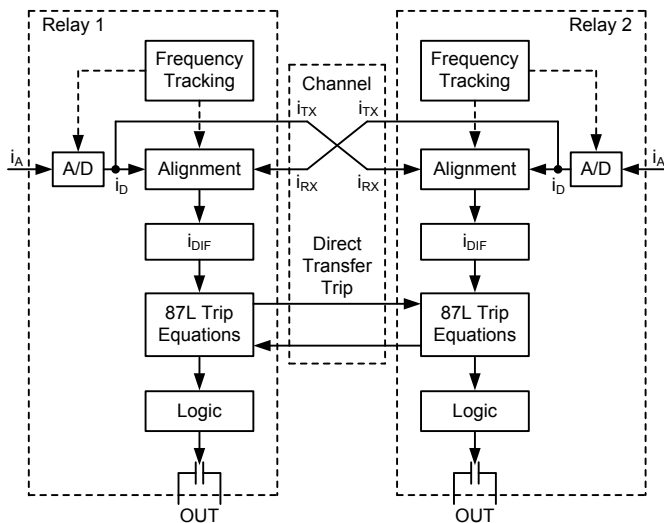 Relay 1
Relay 2
Frequency
Tracking
Channel
Frequency
Tracking
iTX
iTX
iA
A/D
iD
Alignment
iRX
iRX
Alignment
iD
A/D
iA
iDIF
iDIF
Direct
Transfer
Trip
87L Trip
Equations
87L Trip
Equations
Logic
Logic
OUT
OUT